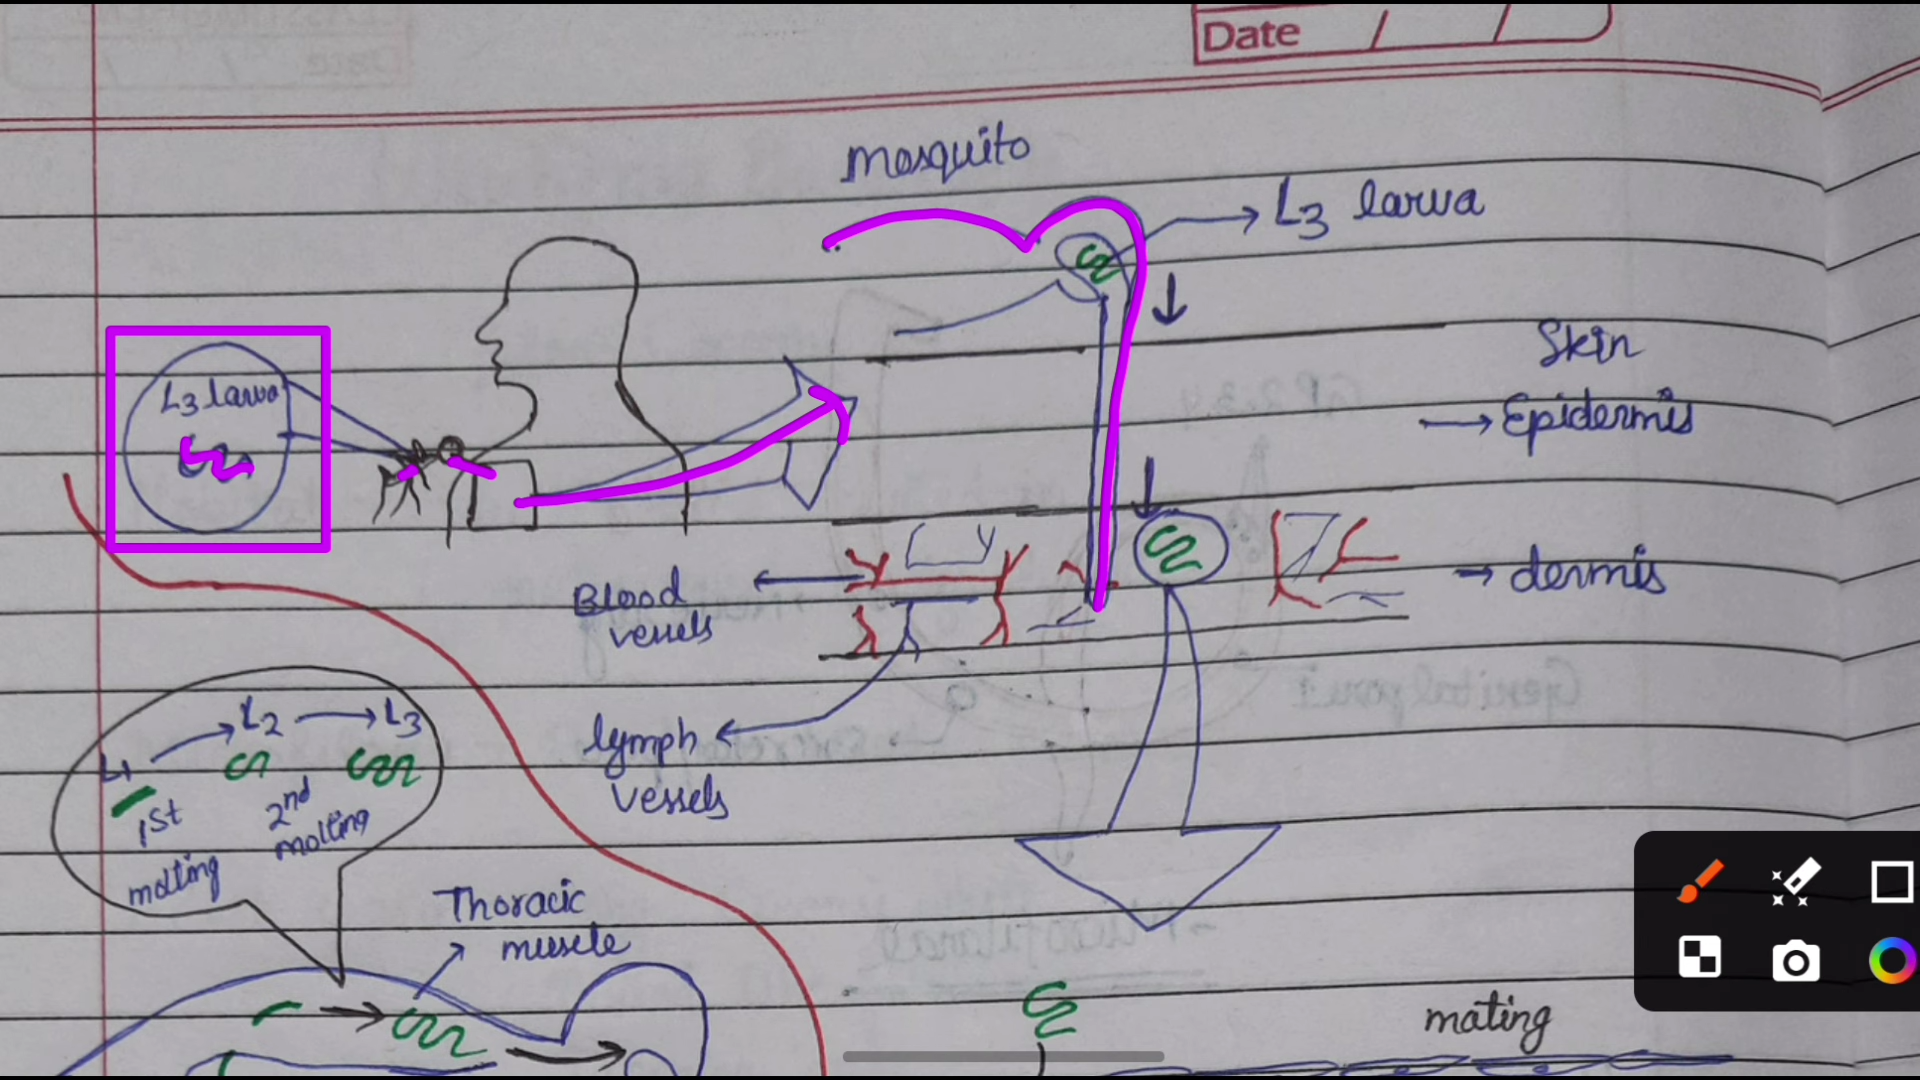 Date / /
mosquito
L3 larva
L3 larva
Skin
Epidermis
dermis
Blood
vessels
lymph
vessels
L1 L2 L3
1st
molting
2nd
molting
Thoracic
muscle
mating